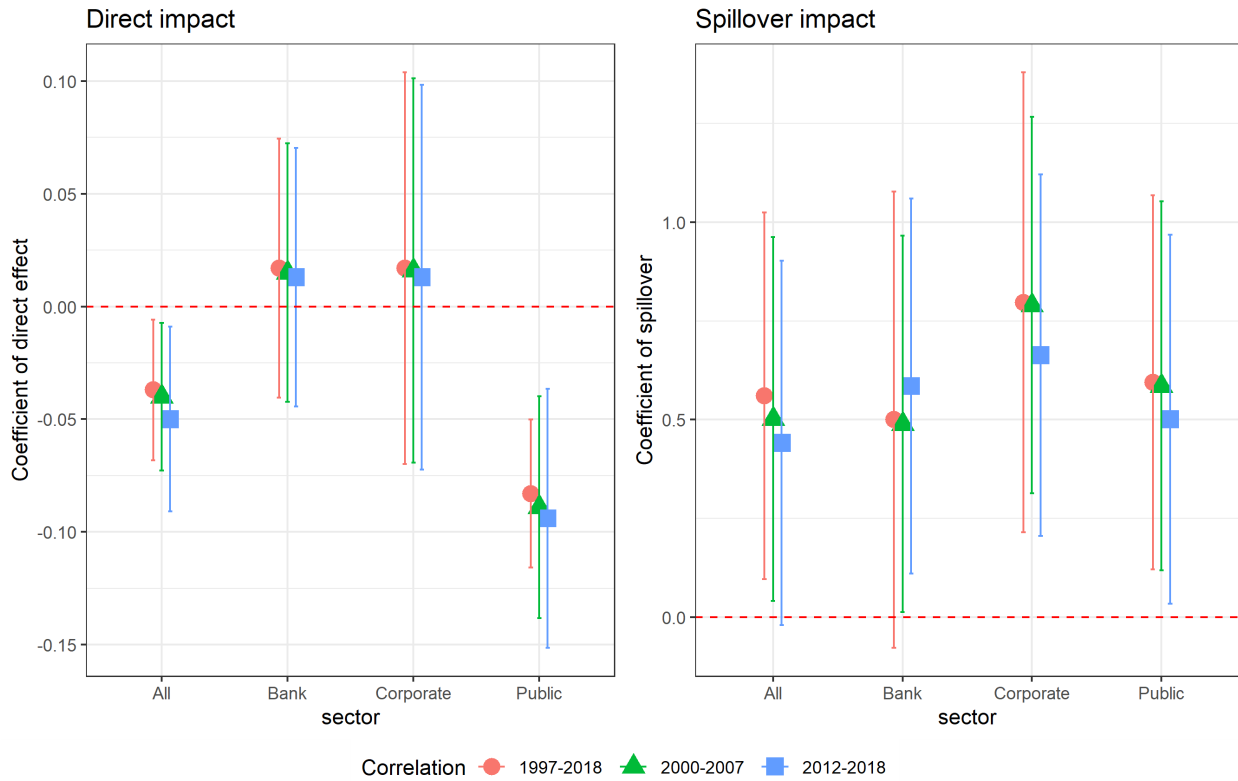 Direct impact
Spillover impact
Coefficient of direct effect
0.10
0.05
0.00
-0.05
-0.10
-0.15
All Bank Corporate Public
sector
Coefficient of spillover
1.0
0.5
0.0
All Bank Corporate Public
sector
Correlation 1997-2018 2000-2007 2012-2018